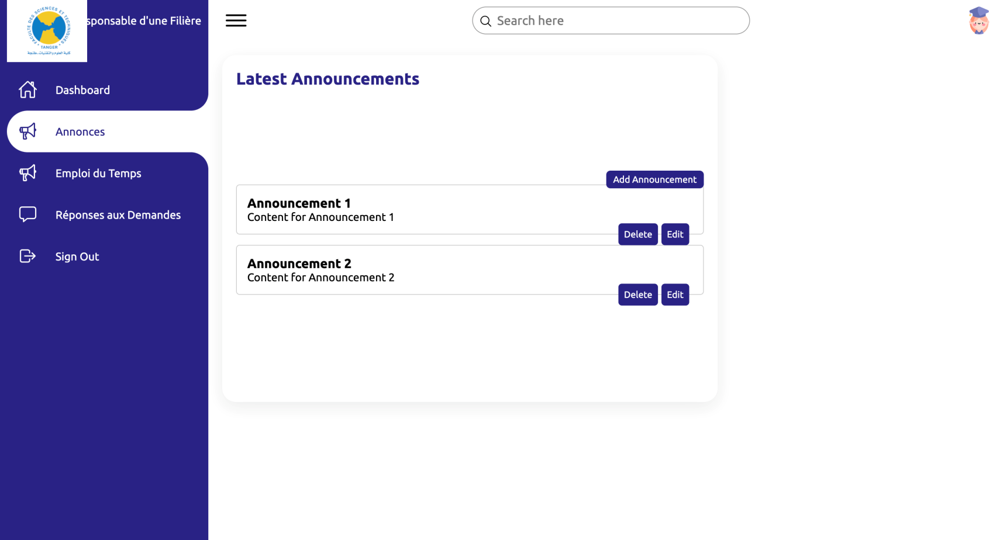 FACULTE DES SCIENCES ET TECHNIQUES
TANGER
كلية العلوم والتقنيات - طنجة
sponsable d'une Filière
Search here
Dashboard
Annonces
Emploi du Temps
Réponses aux Demandes
Sign Out
Latest Announcements
Add Announcement
Announcement 1
Content for Announcement 1
Delete Edit
Announcement 2
Content for Announcement 2
Delete Edit